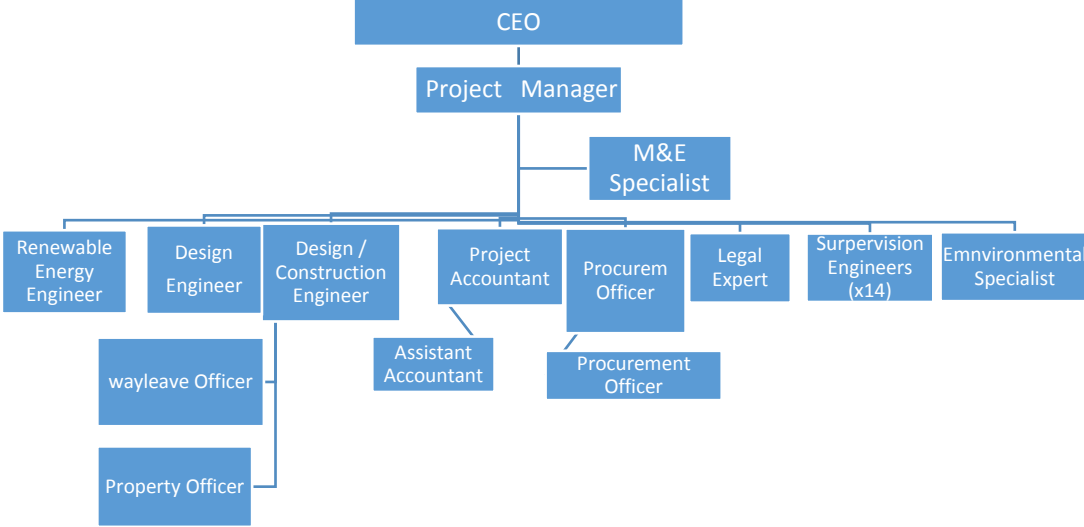 CEO
Project Manager
M&E
Specialist
Renewable
Energy
Engineer
Design
Engineer
Design /
Construction
Engineer
Project
Accountant
Procurem
Officer
Legal
Expert
Surpervision
Engineers
(x14)
Emnvironmental
Specialist
Assistant
Accountant
Procurement
Officer
wayleave Officer
Property Officer